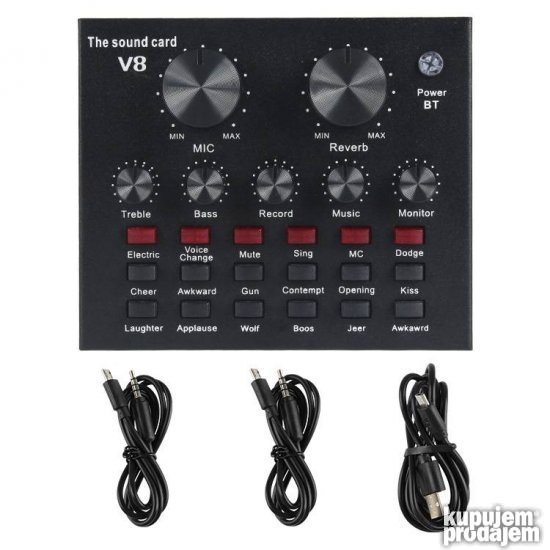 The sound card
V8
Power
BT
MIN MAX MIN MAX
MIC Reverb
Treble Bass Record Music Monitor
Electric Voice Change Mute Sing MC Dodge
Cheer Awkward Gun Contempt Opening Kiss
Laughter Applause Wolf Boos Jeer Awkawrd
kupujem
prodajem